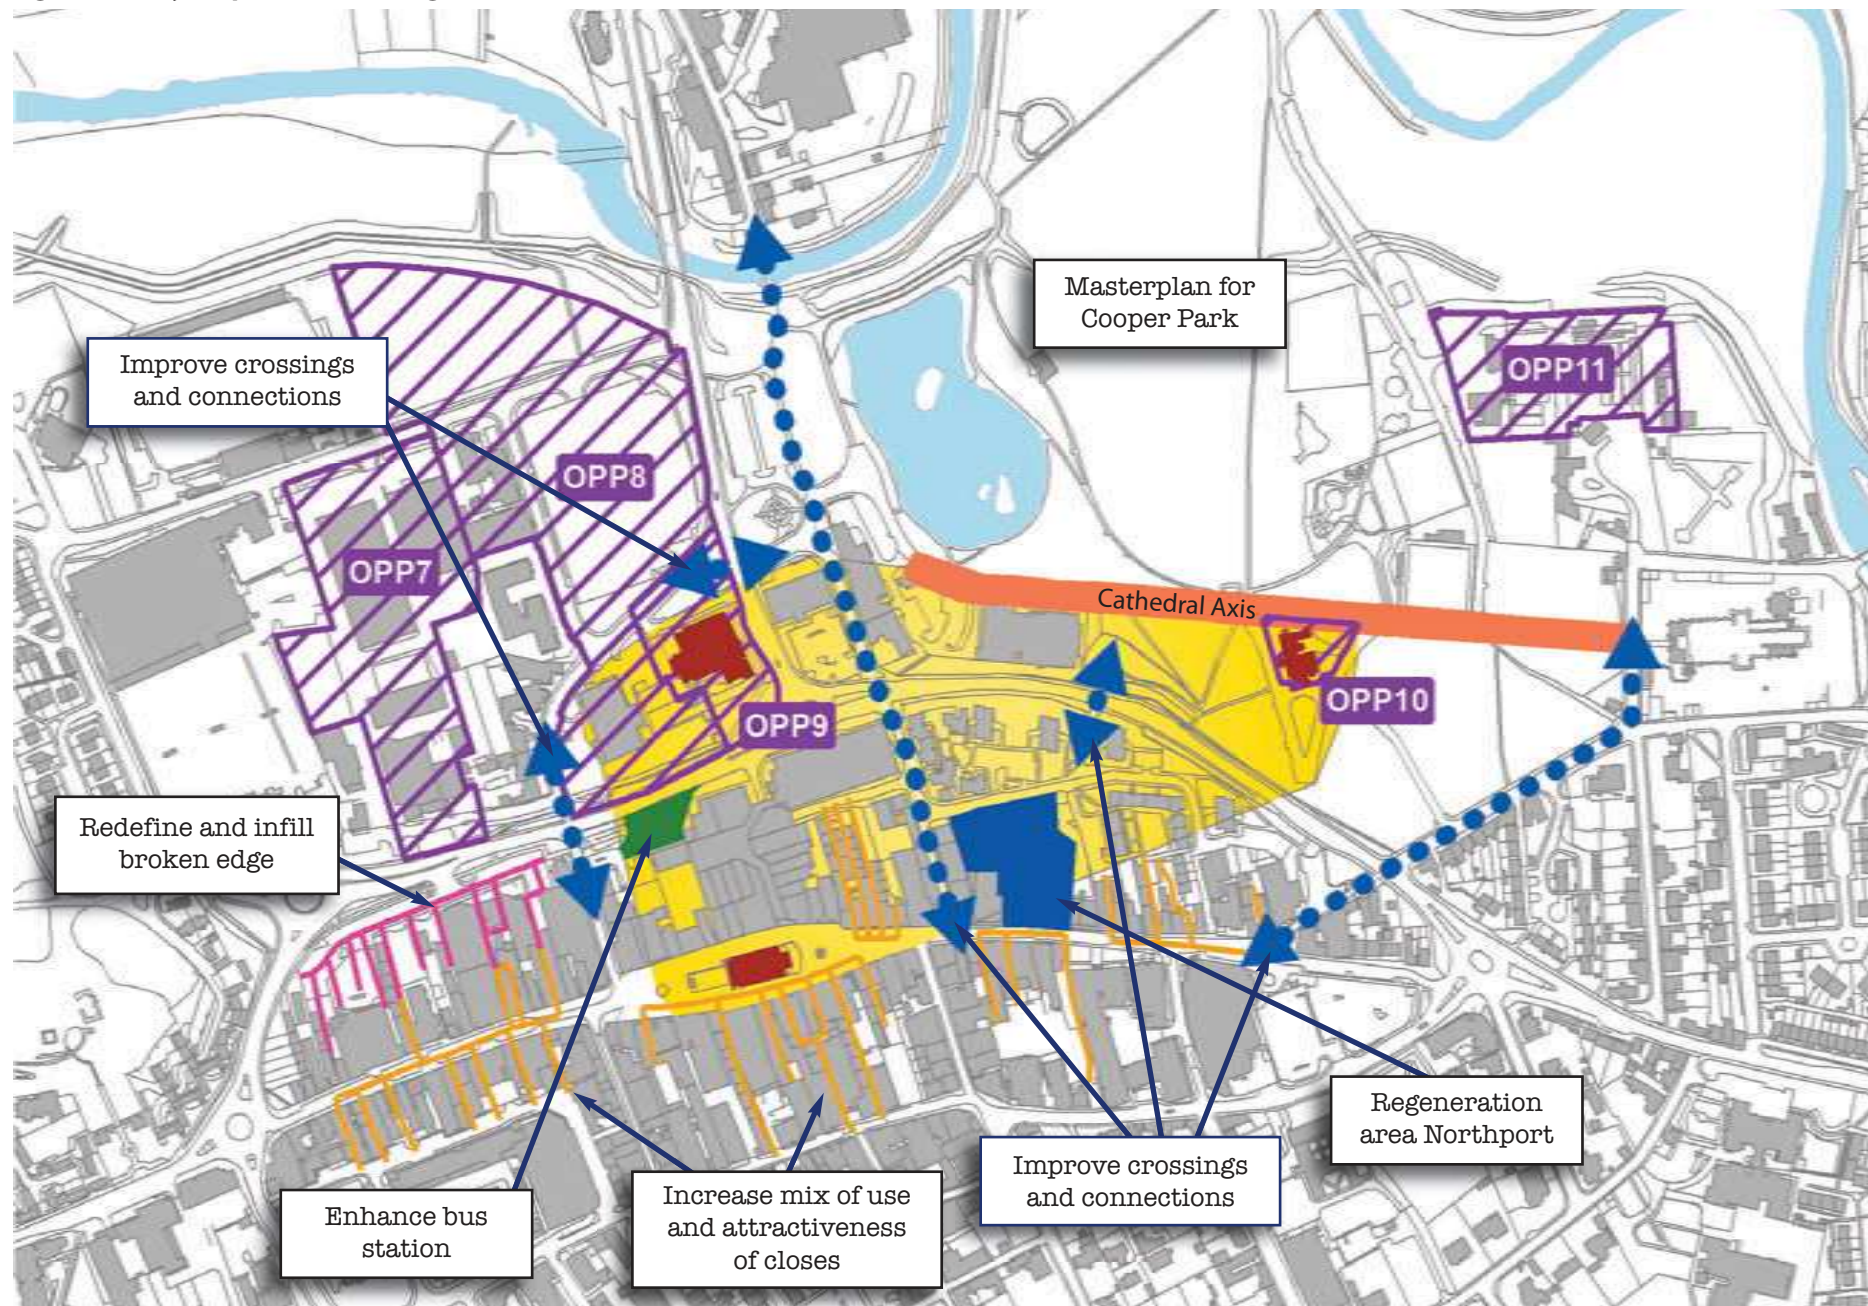 Masterplan for
Cooper Park
Improve crossings
and connections
OPP11
OPP8
OPP7
Cathedral Axis
OPP10
OPP9
Redefine and infill
broken edge
Regeneration
area Northport
Improve crossings
and connections
Increase mix of use
and attractiveness
of closes
Enhance bus
station